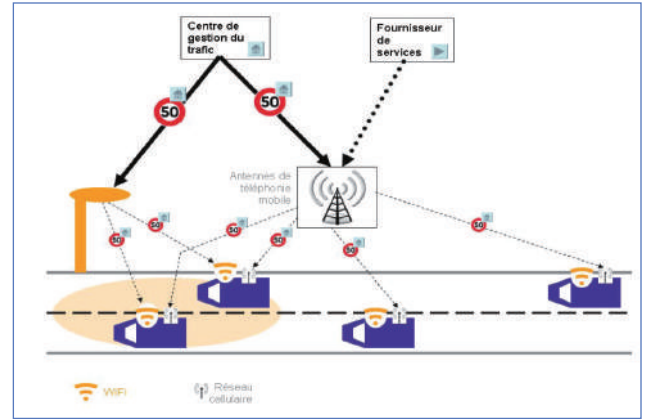 Centre de
gestion du
trafic
Fournisseur
de
services
50
50
Antennes de
téléphonie
mobile
50
50
50
50
50
50
WiFi
Réseau
cellulaire